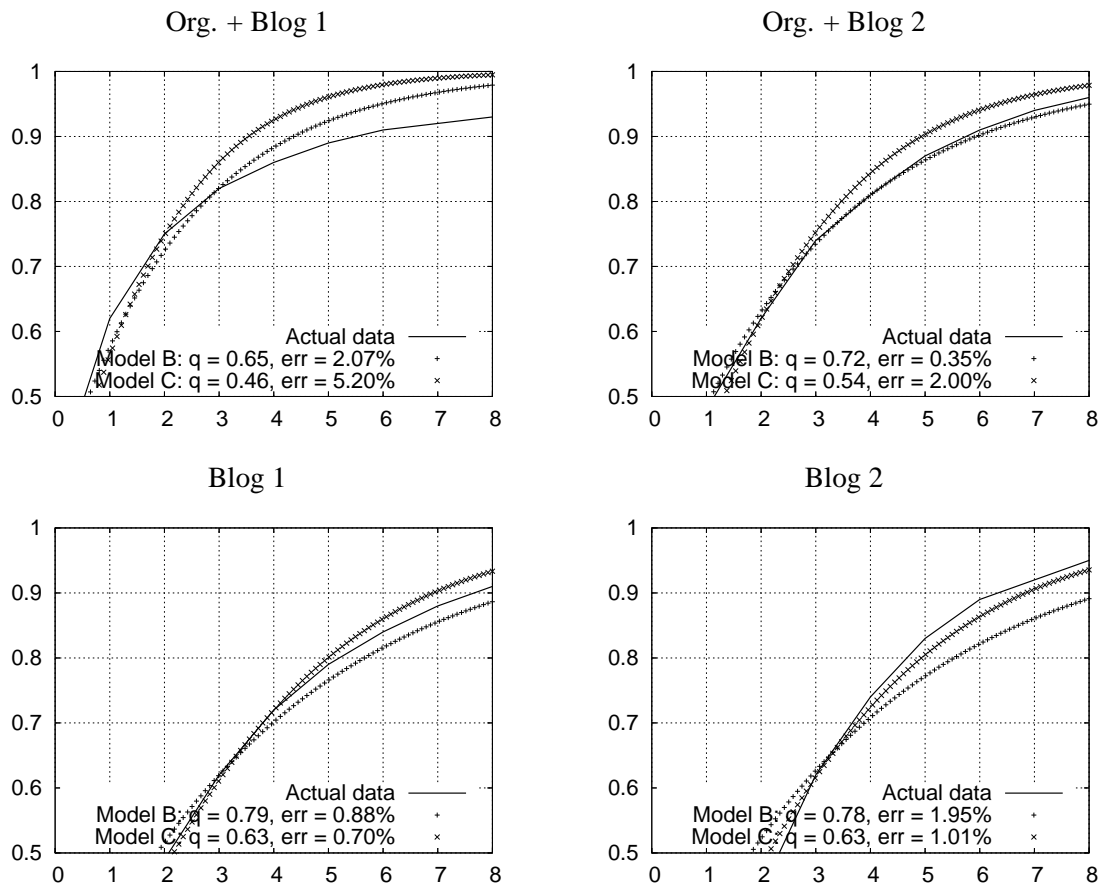 Org. + Blog 1
1
0.9
0.8
0.7
0.6
0.5
0 1 2 3 4 5 6 7 8
Actual data
Model B: q = 0.65, err = 2.07%
Model C: q = 0.46, err = 5.20%
Org. + Blog 2
1
0.9
0.8
0.7
0.6
0.5
0 1 2 3 4 5 6 7 8
Actual data
Model B: q = 0.72, err = 0.35%
Model C: q = 0.54, err = 2.00%
Blog 1
1
0.9
0.8
0.7
0.6
0.5
0 1 2 3 4 5 6 7 8
Actual data
Model B: q = 0.79, err = 0.88%
Model C: q = 0.63, err = 0.70%
Blog 2
1
0.9
0.8
0.7
0.6
0.5
0 1 2 3 4 5 6 7 8
Actual data
Model B: q = 0.78, err = 1.95%
Model C: q = 0.63, err = 1.01%